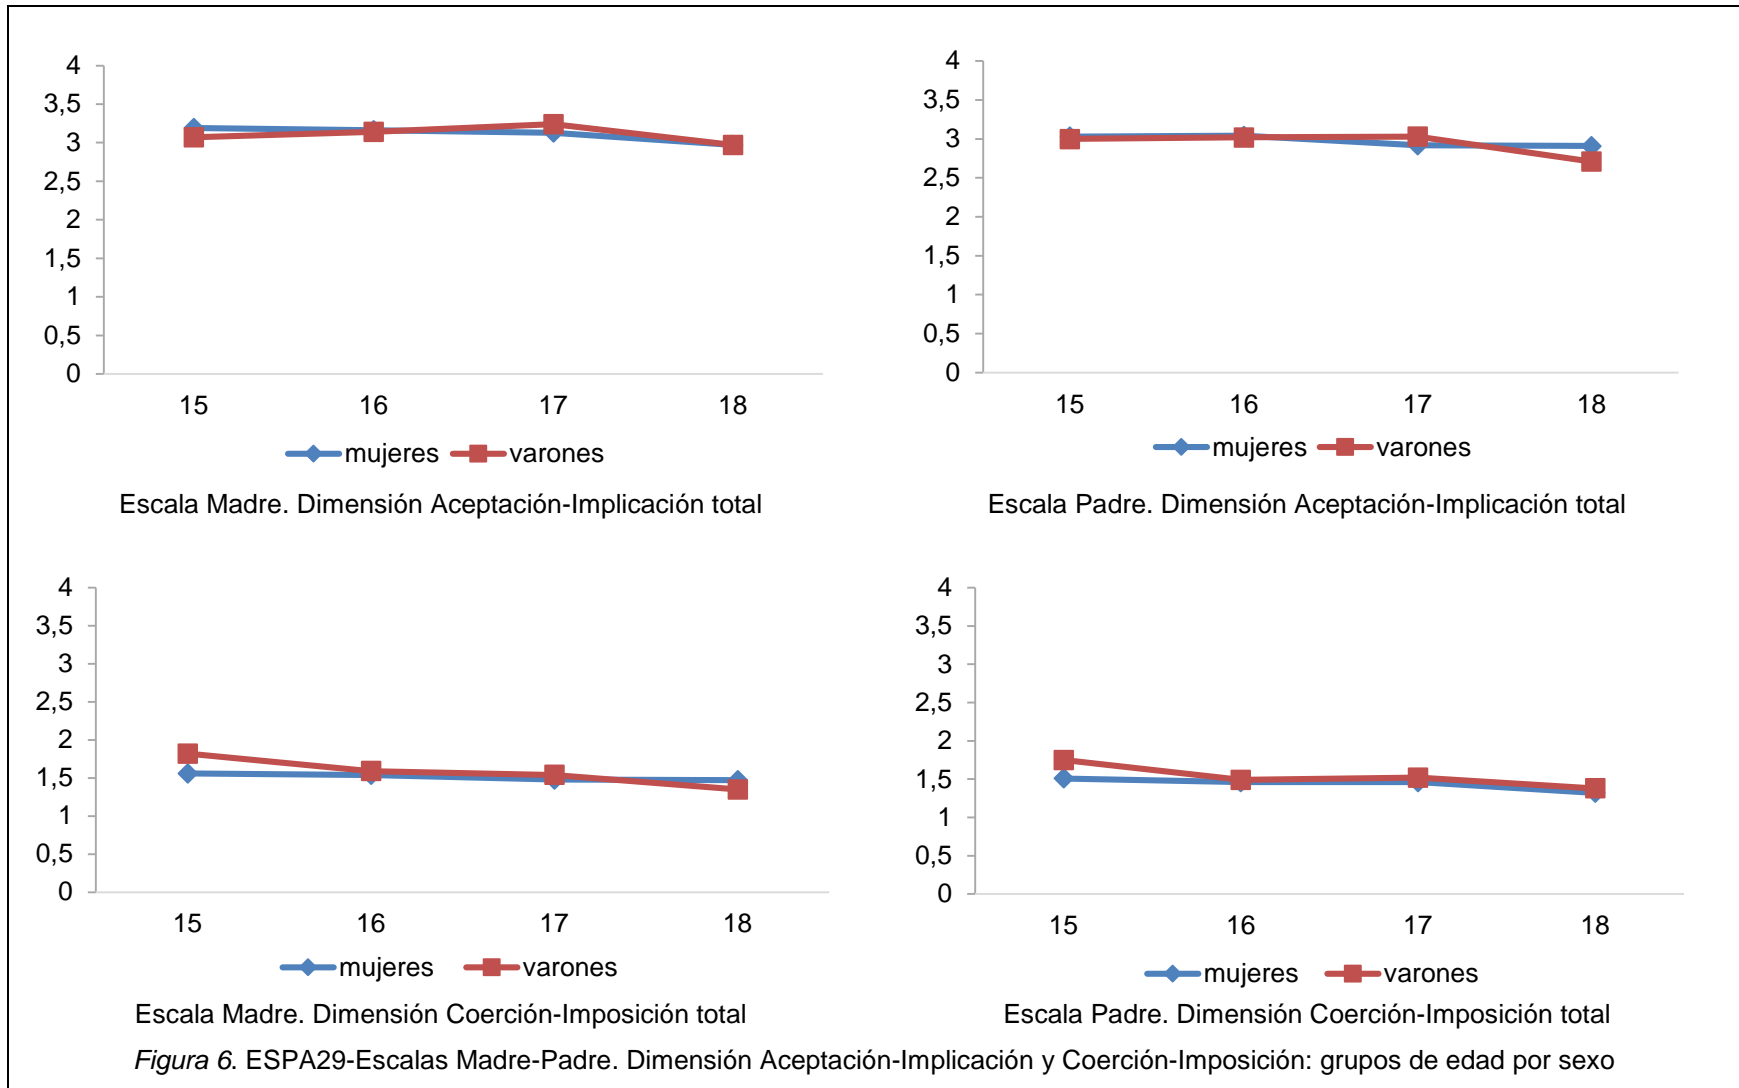 4
3,5
3
2,5
2
1,5
1
0,5
0
15 16 17 18
mujeres varones
Escala Madre. Dimensión Aceptación-Implicación total
4
3,5
3
2,5
2
1,5
1
0,5
0
15 16 17 18
mujeres varones
Escala Padre. Dimensión Aceptación-Implicación total
4
3,5
3
2,5
2
1,5
1
0,5
0
15 16 17 18
mujeres varones
Escala Madre. Dimensión Coerción-Imposición total
4
3,5
3
2,5
2
1,5
1
0,5
0
15 16 17 18
mujeres varones
Escala Padre. Dimensión Coerción-Imposición total
Figura 6. ESPA29-Escalas Madre-Padre. Dimensión Aceptación-Implicación y Coerción-Imposición: grupos de edad por sexo